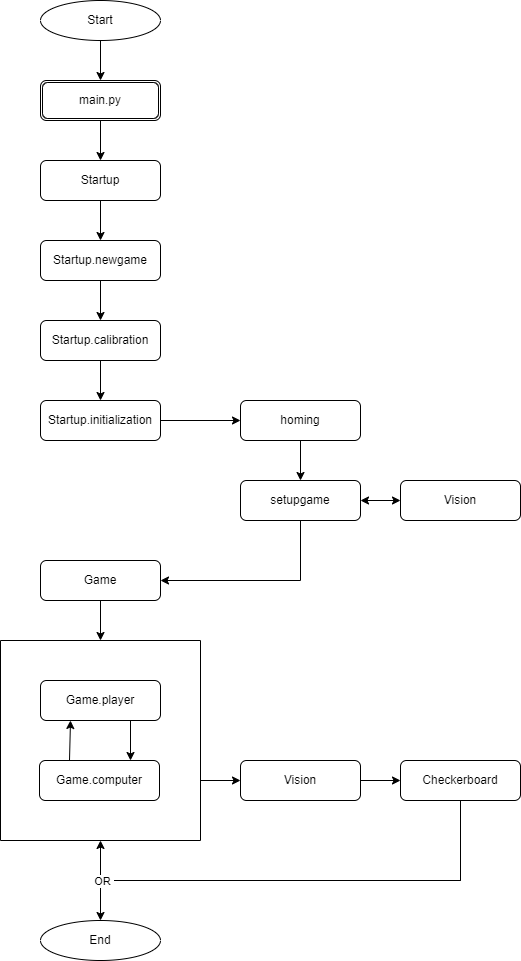 Start
main.py
Startup
Startup.newgame
Startup.calibration
Startup.initialization
homing
setupgame
Vision
Game
Game.player
Game.computer
Vision
Checkerboard
OR
End